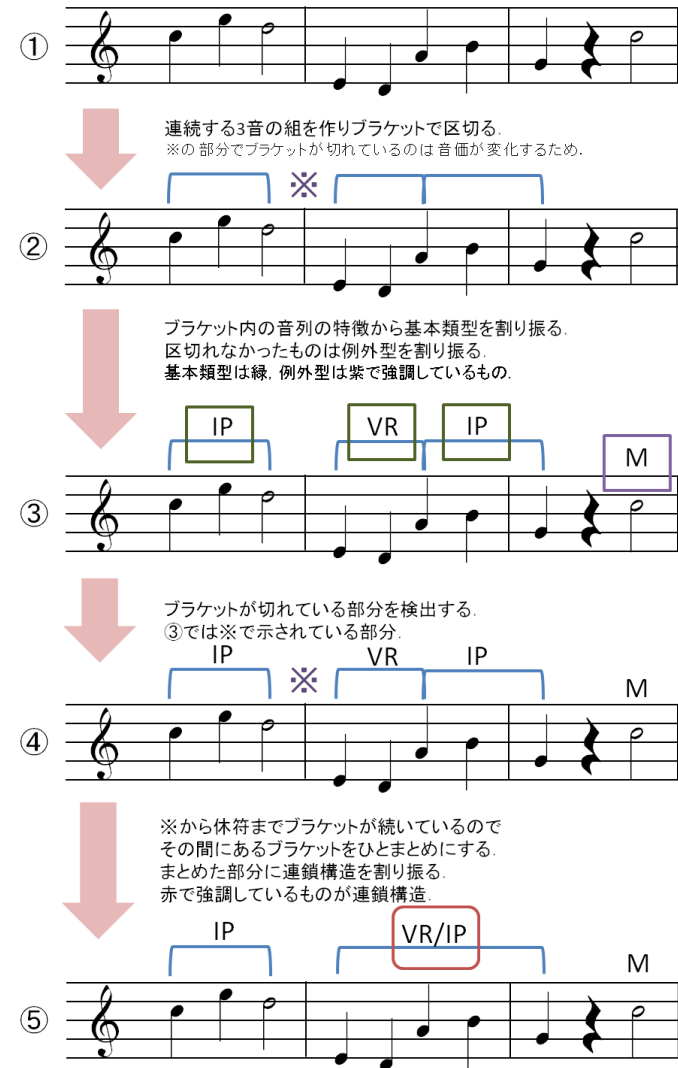 ①
連続する3音の組を作りブラケットで区切る.
※の部分でブラケットが切れているのは音価が変化するため.
※
②
ブラケット内の音列の特徴から基本類型を割り振る.
区切れなかったものは例外型を割り振る.
基本類型は緑, 例外型は紫で強調しているもの.
IP VR IP
M
③
ブラケットが切れている部分を検出する.
③では※で示されている部分.
IP ※ VR IP
M
④
※から休符までブラケットが続いているので
その間にあるブラケットをひとまとめにする.
まとめた部分に連鎖構造を割り振る.
赤で強調しているものが連鎖構造.
IP VR/IP
M
⑤